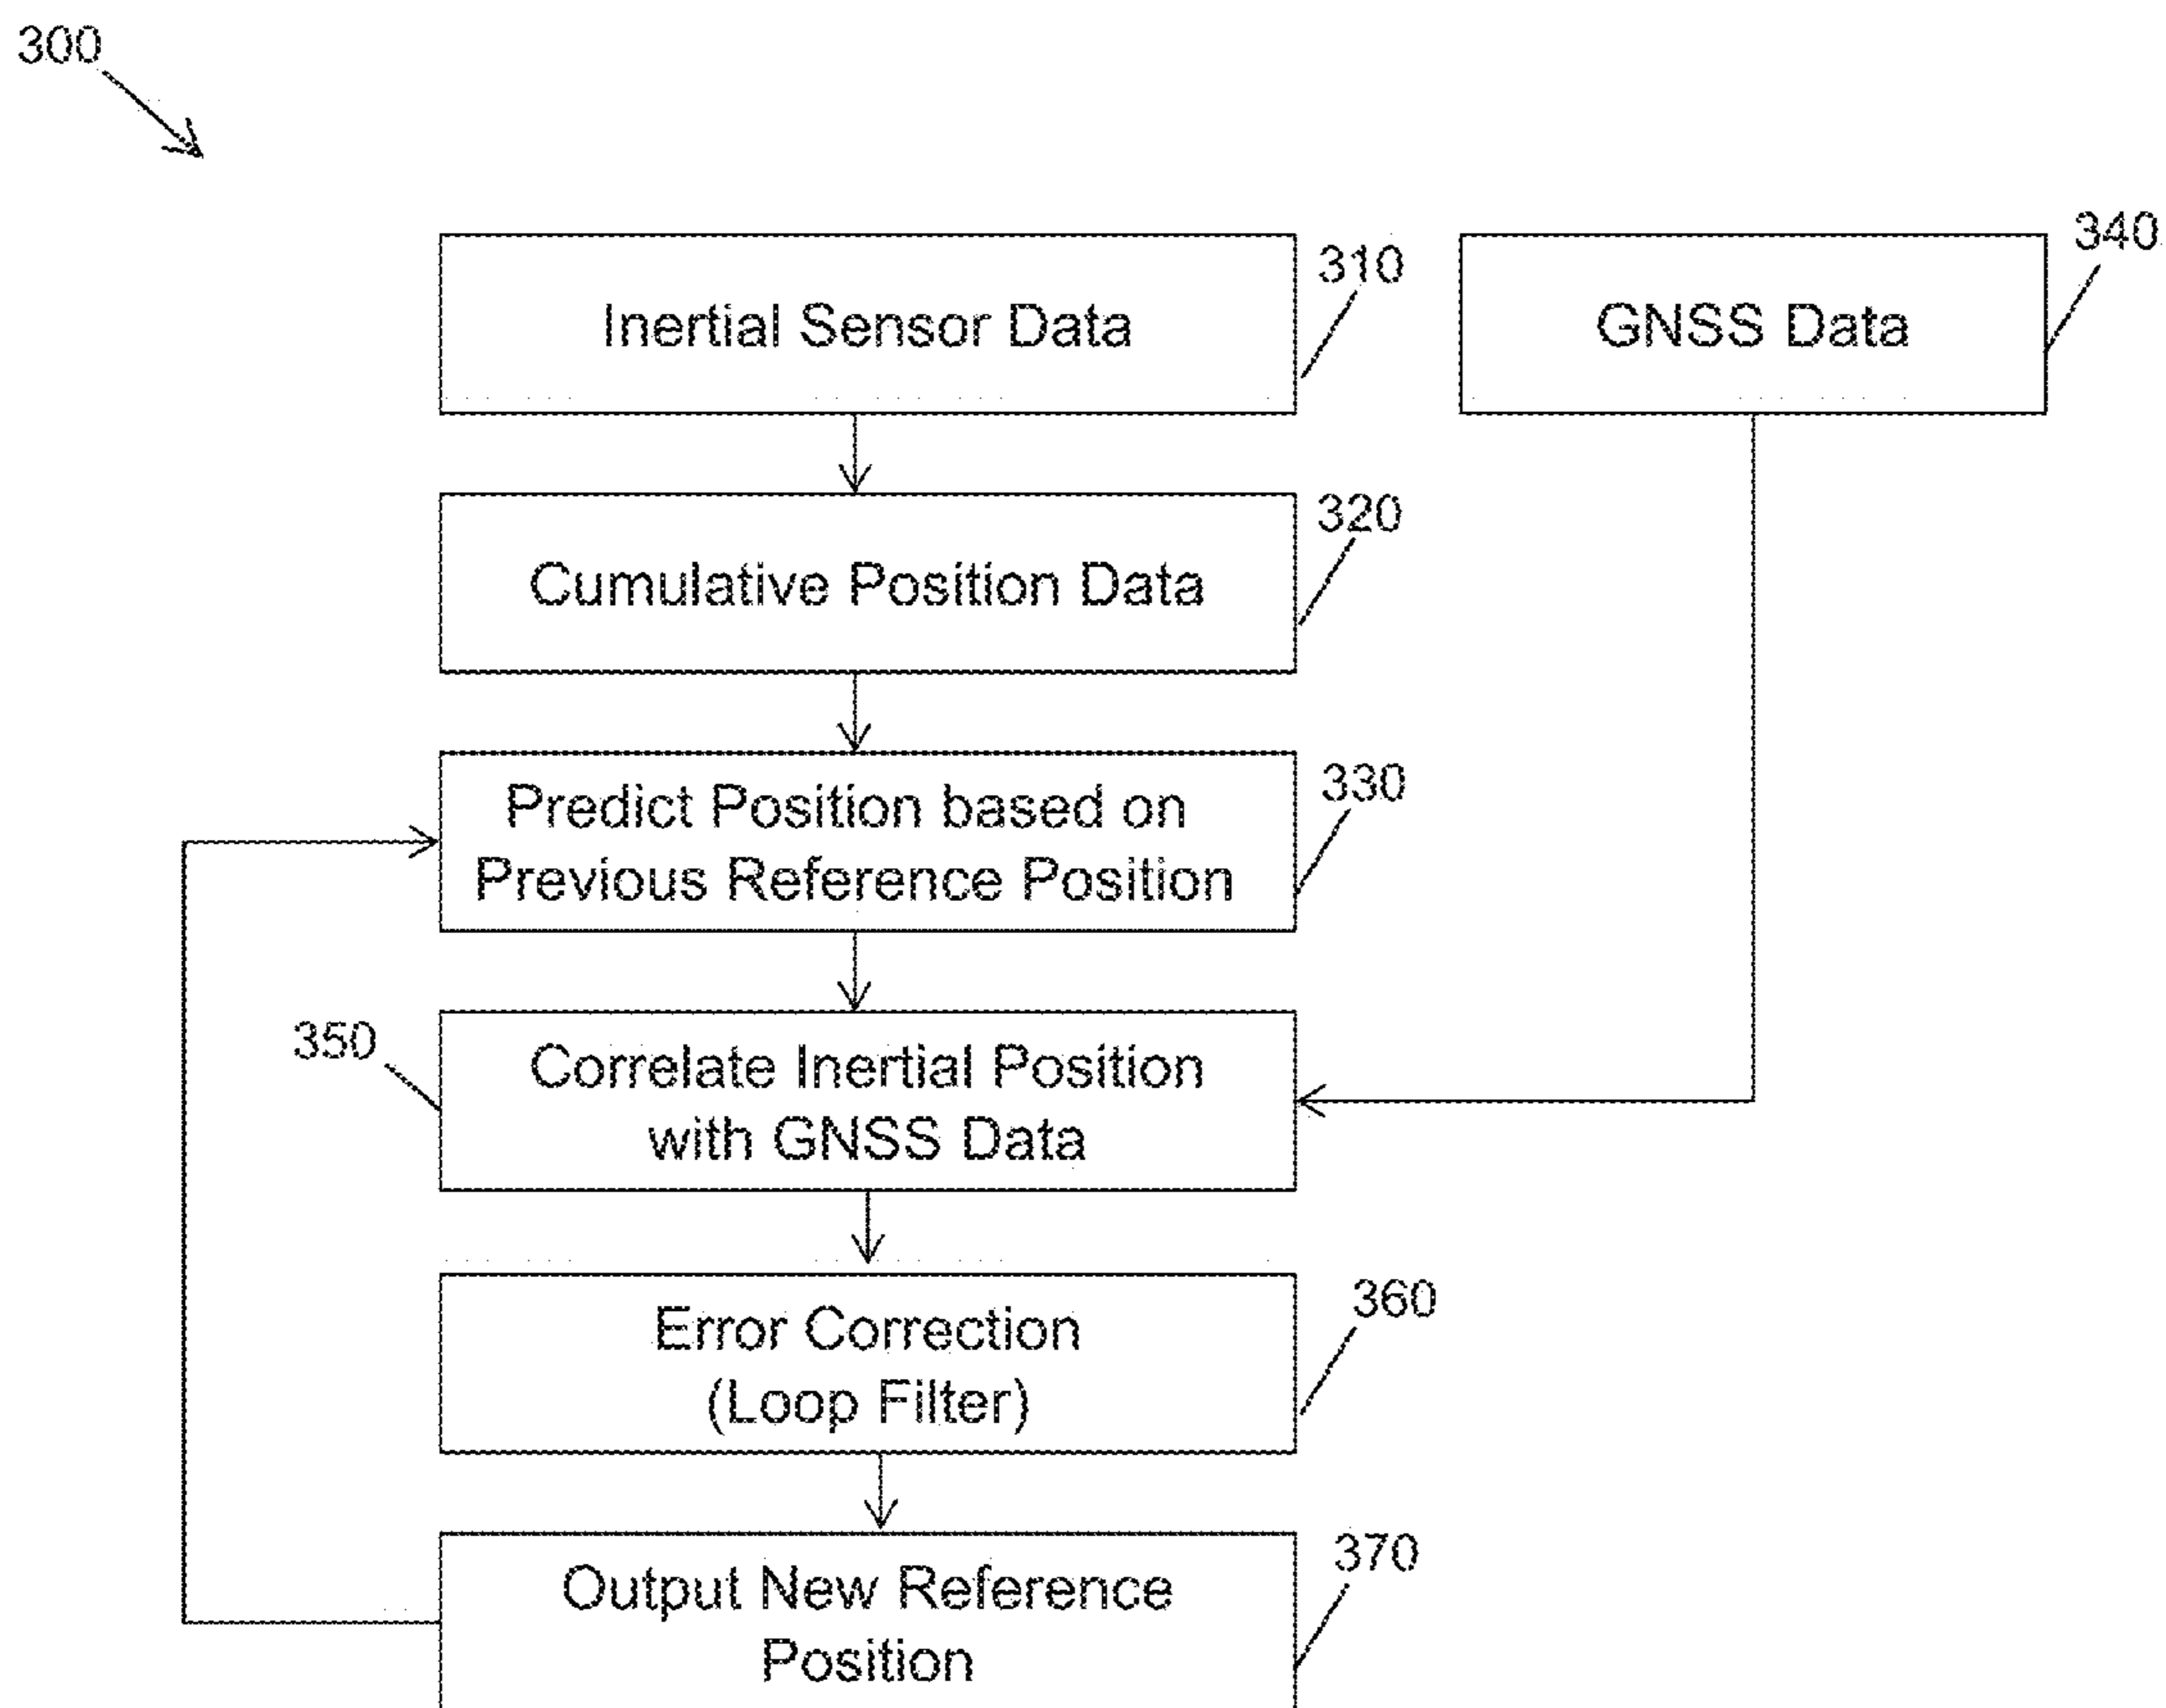 300
340
310
Inertial Sensor Data
GNSS Data
320
Cumulative Position Data
330
Predict Position based on
Previous Reference Position
350
Correlate Inertial Position
with GNSS Data
360
Error Correction
(Loop Filter)
370
Output New Reference
Position